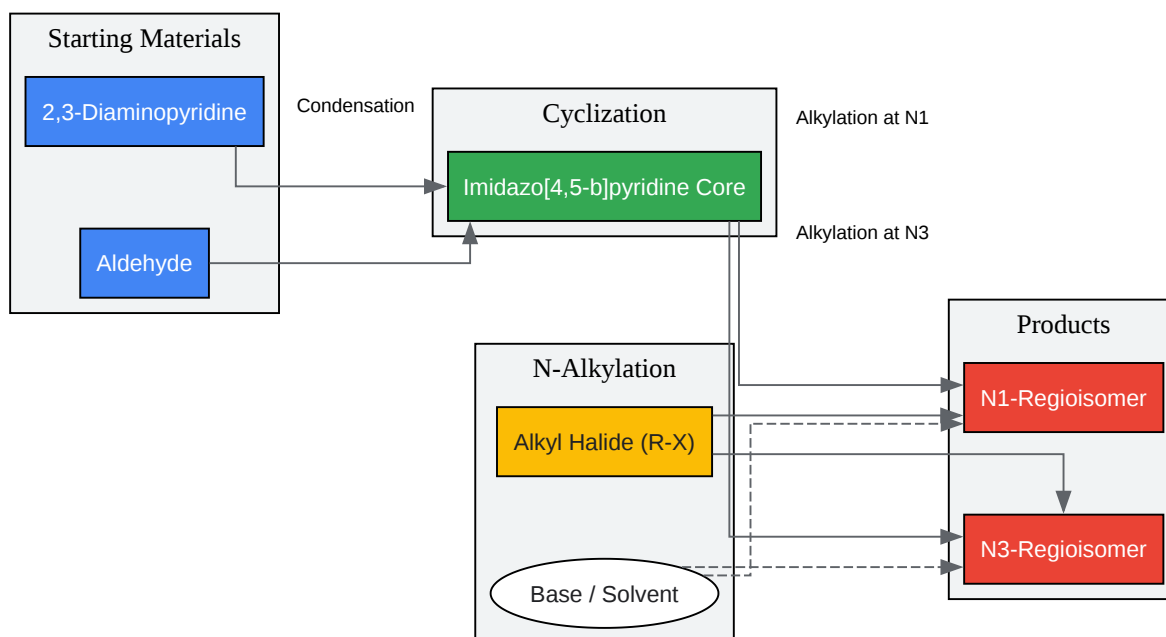 Starting Materials
2,3-Diaminopyridine
Aldehyde
Condensation
Cyclization
Imidazo[4,5-b]pyridine Core
Alkylation at N1
Alkylation at N3
N-Alkylation
Alkyl Halide (R-X)
Base / Solvent
Products
N1-Regioisomer
N3-Regioisomer